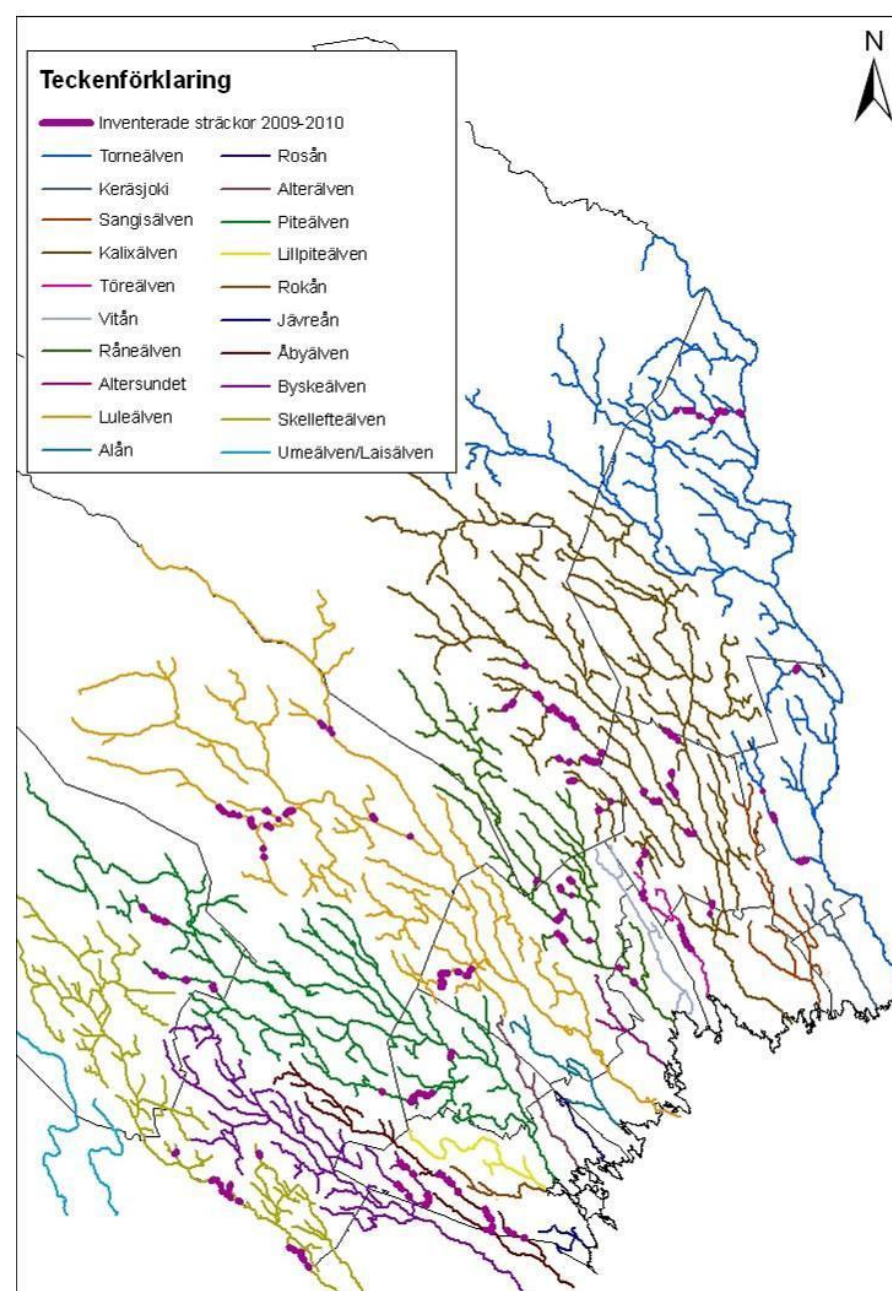 N
Teckenförklaring
Inventerade sträckor 2009-2010
Torneälven
Keräsjoki
Sangisälven
Kalixälven
Töreälven
Vitån
Råneälven
Altersundet
Luleälven
Alån
Rosån
Alterälven
Piteälven
Lillpiteälven
Rokån
Jävreån
Åbyälven
Byskeälven
Skellefteälven
Umeälven/Laisälven